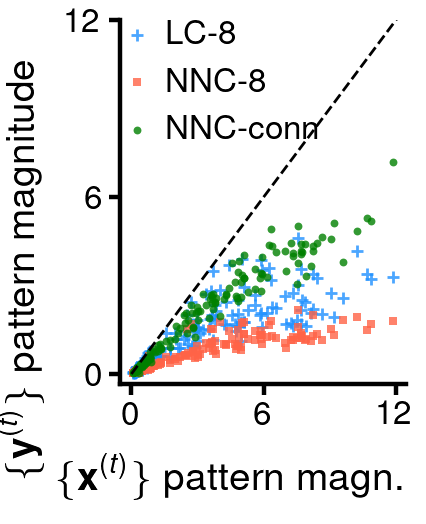 12
LC-8
NNC-8
NNC-conn
6
0
0 6 12
{y^(t)} pattern magnitude
{x^(t)} pattern magn.